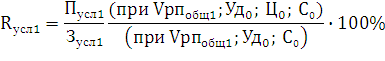 Rусл1 = Пусл1 / Зусл1 (при Vрпобщ1; Уд0; Ц0; С0) / (при Vрпобщ1; Уд0; С0) · 100%